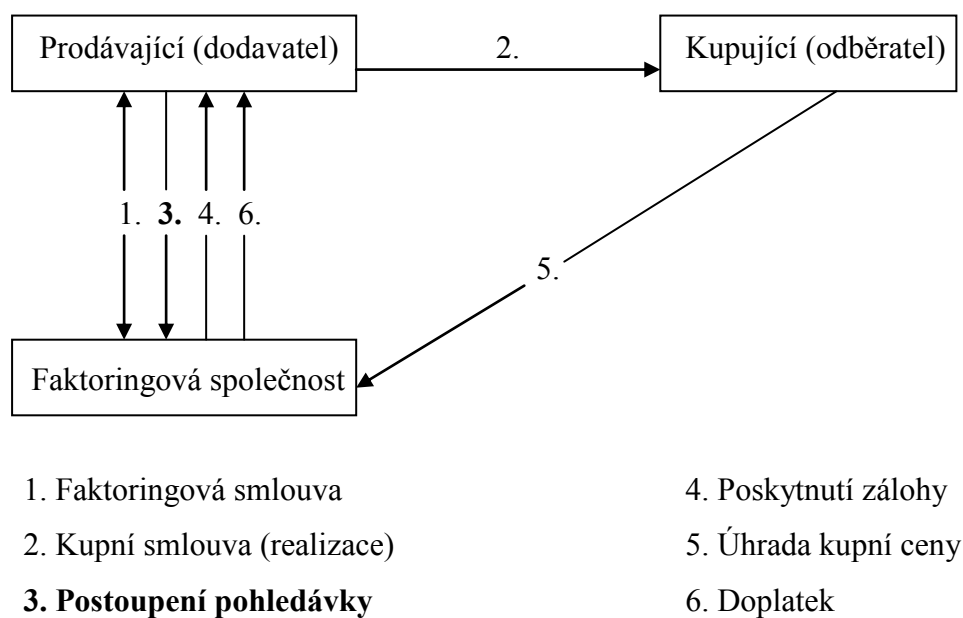 Prodávající (dodavatel)
2.
Kupující (odběratel)
1. 3. 4. 6.
5.
Faktoringová společnost
1. Faktoringová smlouva
4. Poskytnutí zálohy
2. Kupní smlouva (realizace)
5. Úhrada kupní ceny
3. Postoupení pohledávky
6. Doplatek